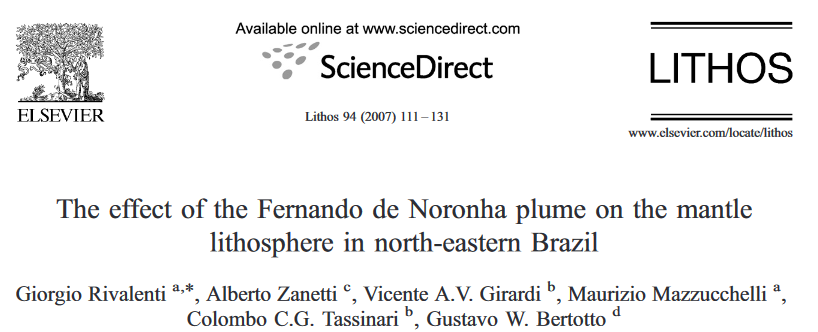 Available online at www.sciencedirect.com
ScienceDirect
LITHOS
ELSEVIER
Lithos 94 (2007) 111–131
www.elsevier.com/locate/lithos
The effect of the Fernando de Noronha plume on the mantle
lithosphere in north-eastern Brazil
Giorgio Rivalenti a,*, Alberto Zanetti c, Vicente A.V. Girardi b, Maurizio Mazzucchelli a,
Colombo C.G. Tassinari b, Gustavo W. Bertotto d